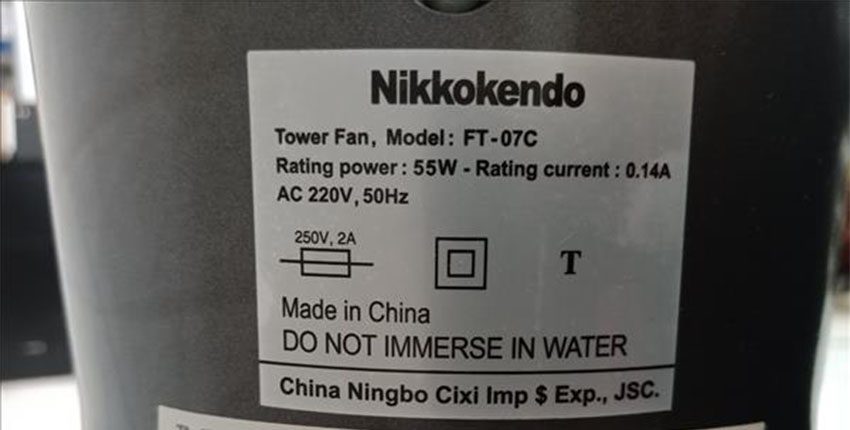 Nikkokendo
Tower Fan, Model: FT-07C
Rating power : 55W - Rating current : 0.14A
AC 220V, 50Hz
250V, 2A
T
Made in China
DO NOT IMMERSE IN WATER
China Ningbo Cixi Imp $ Exp., JSC.